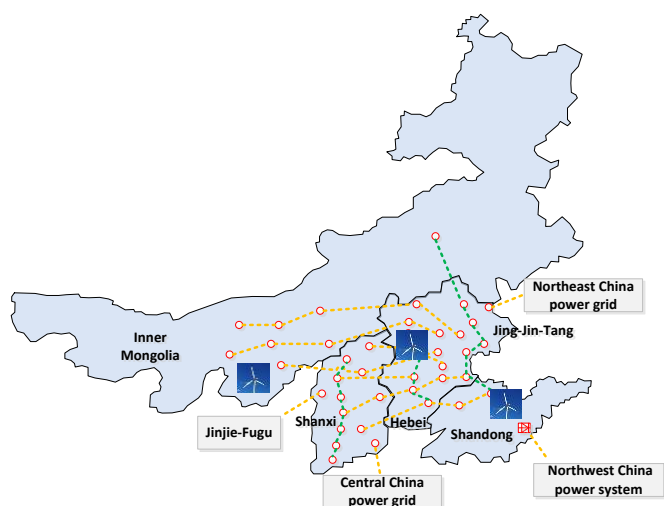 Northeast China
power grid
Jing-Jin-Tang
Inner
Mongolia
Jinjie-Fugu
Shanxi
Hebei
Shandong
Central China
power grid
Northwest China
power system